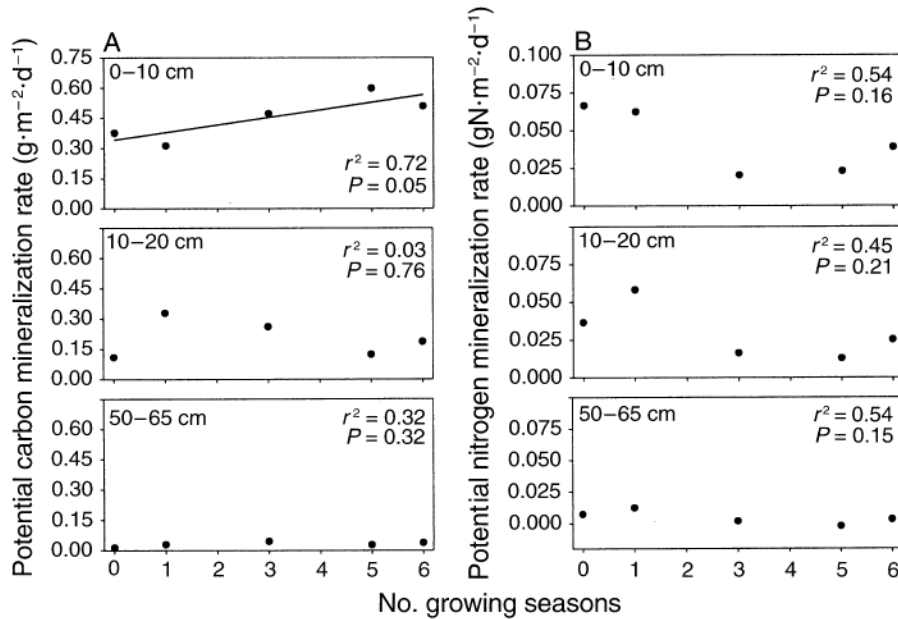 A
Potential carbon mineralization rate (g·m⁻²·d⁻¹)
0.75
0.60
0.45
0.30
0.15
0.00
0–10 cm
r² = 0.72
P = 0.05
0.60
0.45
0.30
0.15
0.00
10–20 cm
r² = 0.03
P = 0.76
0.60
0.45
0.30
0.15
0.00
50–65 cm
r² = 0.32
P = 0.32
0 1 2 3 4 5 6
B
Potential nitrogen mineralization rate (gN·m⁻²·d⁻¹)
0.100
0.075
0.050
0.025
0.000
0–10 cm
r² = 0.54
P = 0.16
0.075
0.050
0.025
0.000
10–20 cm
r² = 0.45
P = 0.21
0.075
0.050
0.025
0.000
50–65 cm
r² = 0.54
P = 0.15
0 1 2 3 4 5 6
No. growing seasons